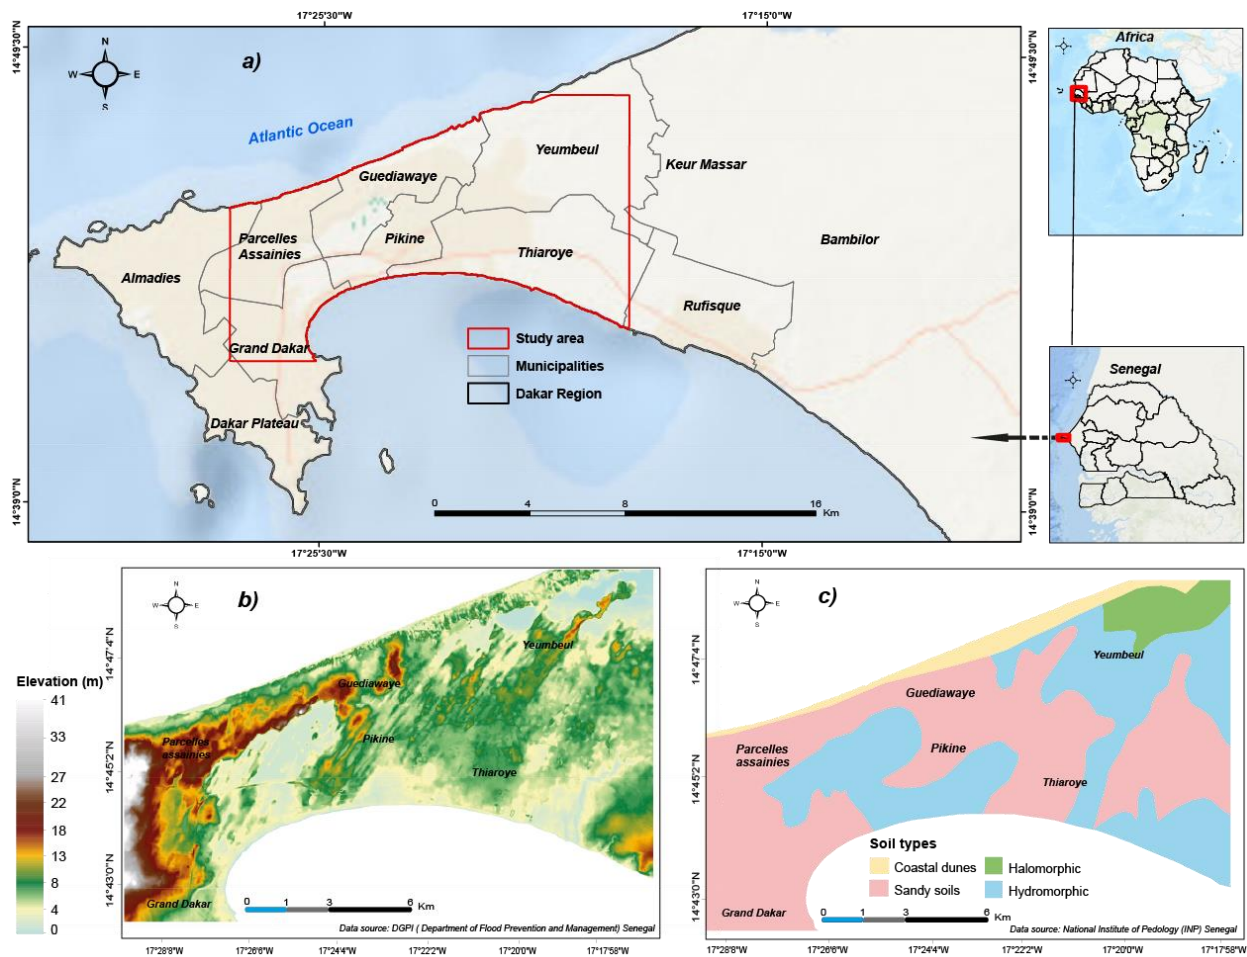 17°25'30"W
17°15'0"W
14°49'30"N
14°49'30"N
N
W
E
S
a)
Atlantic Ocean
Yeumbeul
Keur Massar
Guediawaye
Parcelles
Assainies
Pikine
Thiaroye
Bambilor
Almadies
Rufisque
Grand Dakar
Dakar Plateau
Study area
Municipalities
Dakar Region
0
4
8
16
Km
14°39'0"N
14°39'0"N
17°25'30"W
17°15'0"W
Africa
Senegal
b)
N
W
E
S
Elevation (m)
41
33
27
22
18
13
8
4
0
14°47'4"N
14°45'2"N
14°43'0"N
Yeumbeul
Guediawaye
Parcelles
assainies
Pikine
Thiaroye
Grand Dakar
0
1
3
6
Km
Data source: DGPI ( Department of Flood Prevention and Management) Senegal
17°28'8"W
17°26'6"W
17°24'4"W
17°22'2"W
17°20'0"W
17°17'58"W
c)
N
W
E
S
14°47'4"N
14°45'2"N
14°43'0"N
Yeumbeul
Guediawaye
Parcelles
assainies
Pikine
Thiaroye
Grand Dakar
Soil types
Coastal dunes
Halomorphic
Sandy soils
Hydromorphic
0
1
3
6
Km
Data source: National Institute of Pedology (INP) Senegal
17°28'8"W
17°26'6"W
17°24'4"W
17°22'2"W
17°20'0"W
17°17'58"W